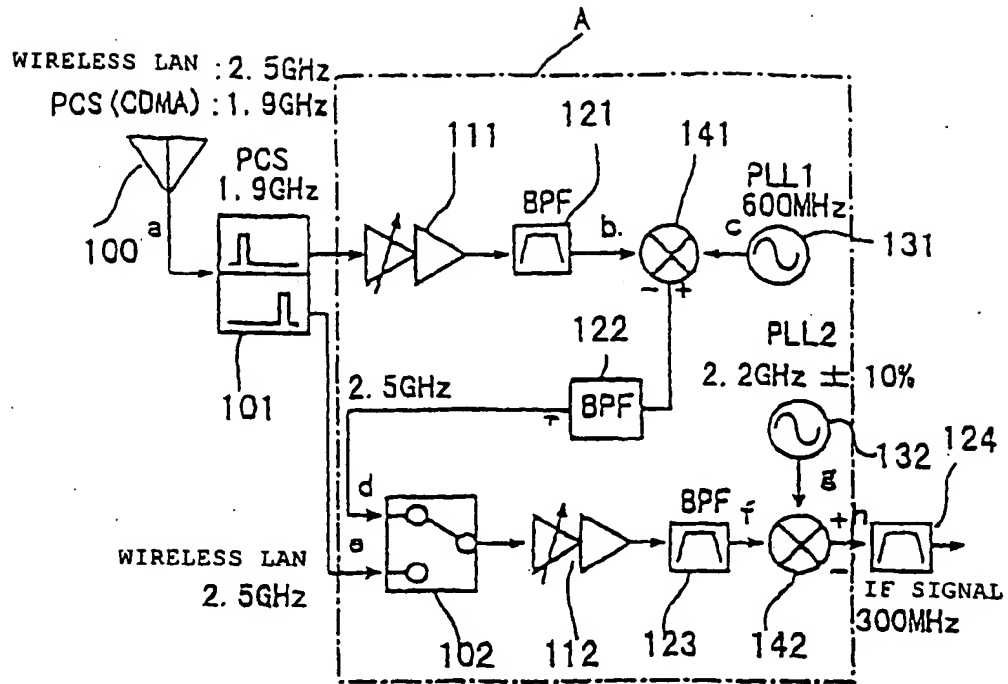 A
WIRELESS LAN : 2.5GHz
PCS (CDMA) : 1.9GHz
PCS
1.9GHz
111
121
141
PLL1
600MHz
BPF
100
a
b.
c
131
- +
101
2.5GHz
122
BPF
PLL2
2.2GHz ± 10%
132
124
d
e
g
BPF
f
+
-
WIRELESS LAN
2.5GHz
102
112
123
142
IF SIGNAL
300MHz